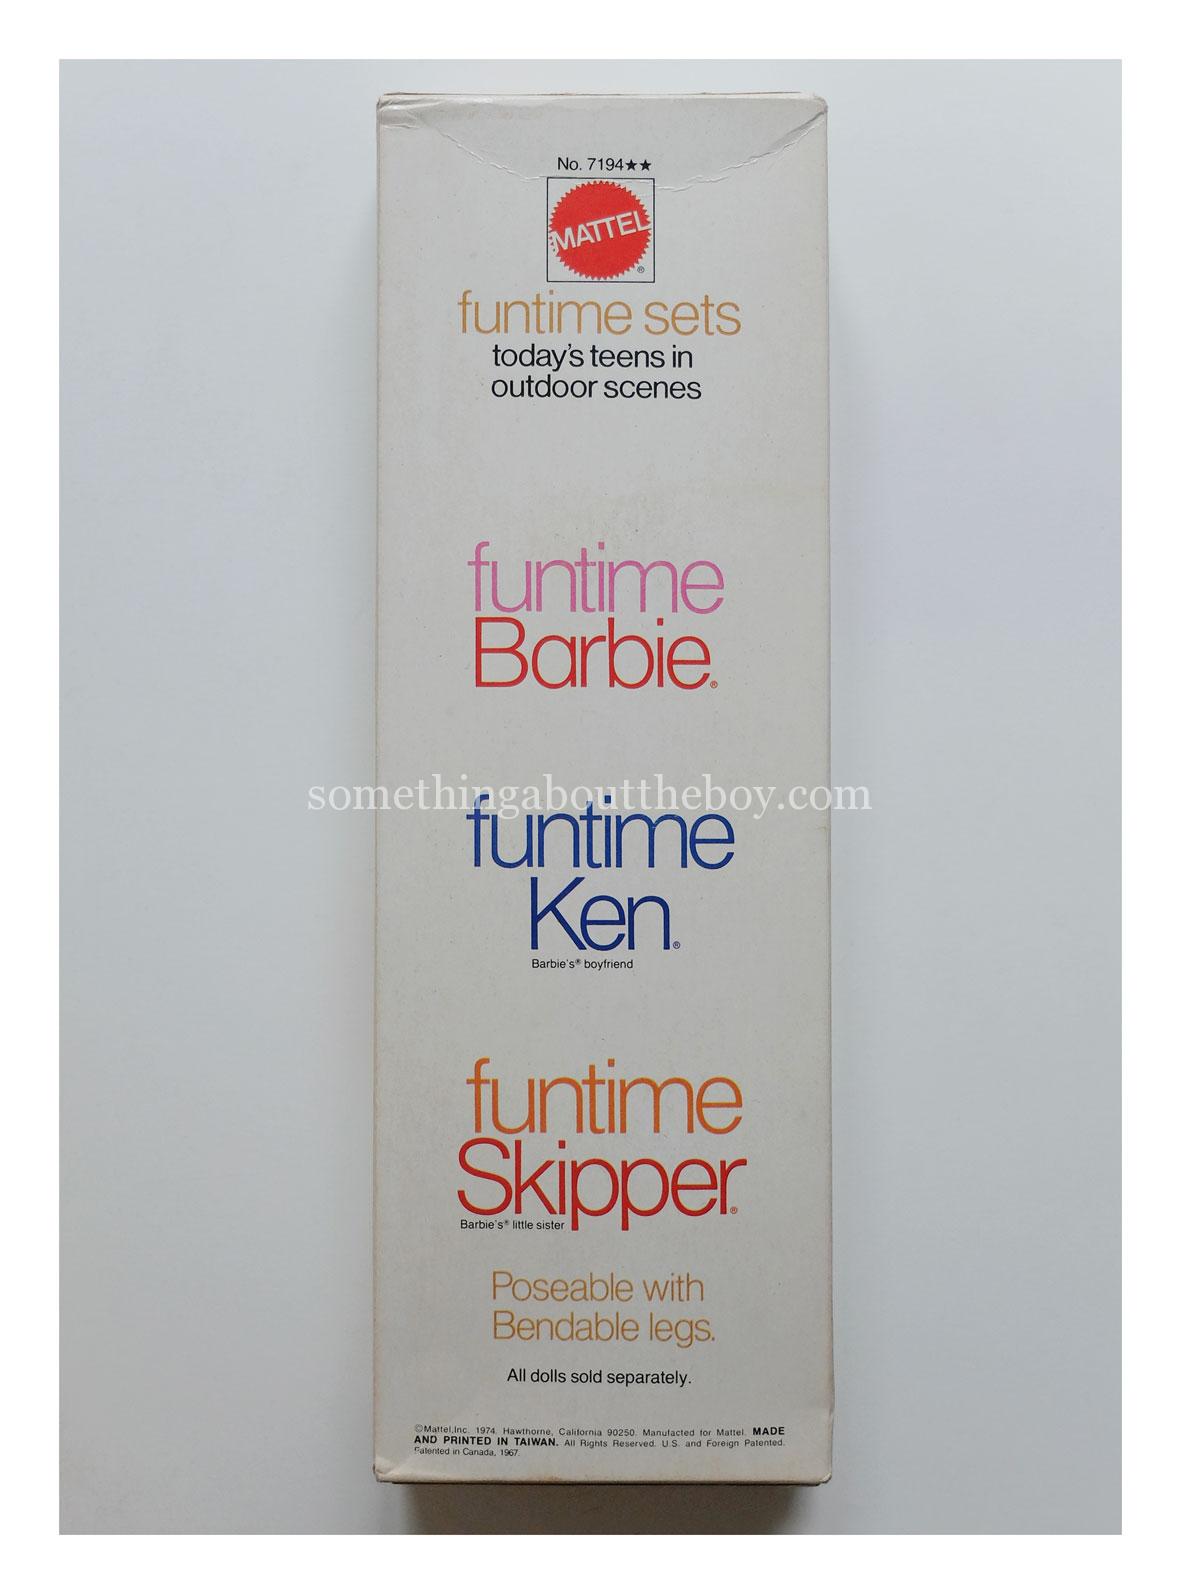 No. 7194★★
MATTEL
®
funtime sets
today's teens in
outdoor scenes
funtime
Barbie®
somethingabouttheboy.com
funtime
Ken®
Barbie's® boyfriend
funtime
Skipper®
Barbie's® little sister
Poseable with
Bendable legs.
All dolls sold separately.
©Mattel,Inc. 1974. Hawthorne, California 90250. Manufacted for Mattel. MADE
AND PRINTED IN TAIWAN. All Rights Reserved. U.S. and Foreign Patented.
Patented in Canada, 1967.